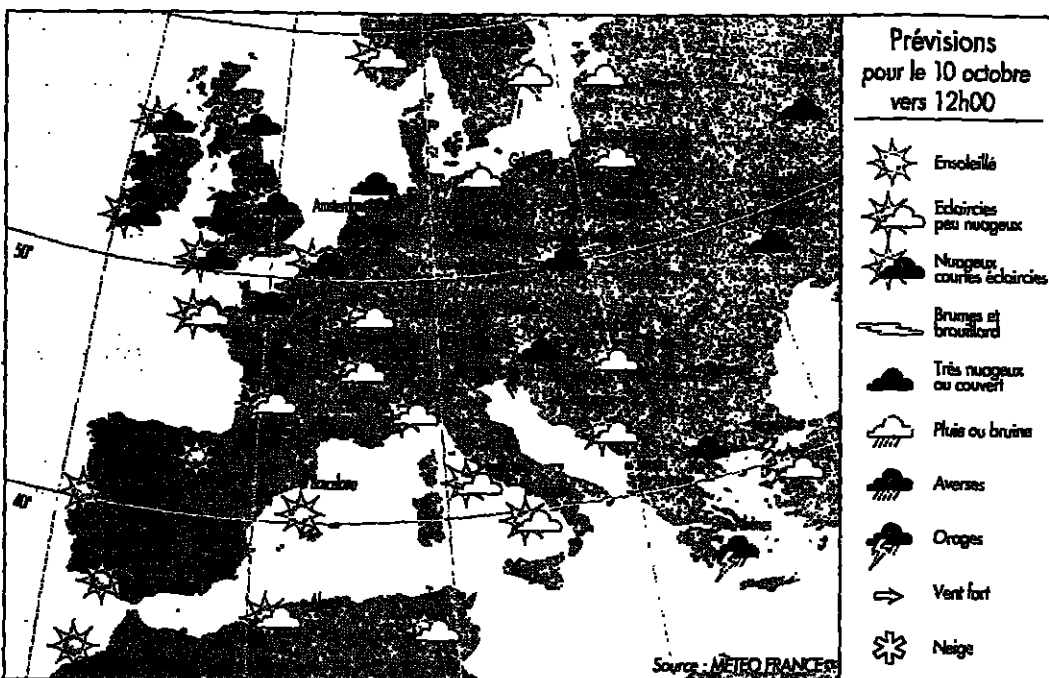 Prévisions
pour le 10 octobre
vers 12h00
Ensoleillé
Eclaircies
peu nuageux
Nuageux
courtes éclaircies
Brumes et
brouillard
Très nuageux
ou couvert
Pluie ou bruine
Averses
Orages
Vent fort
Neige
50°
40°
Source : METEO FRANCE